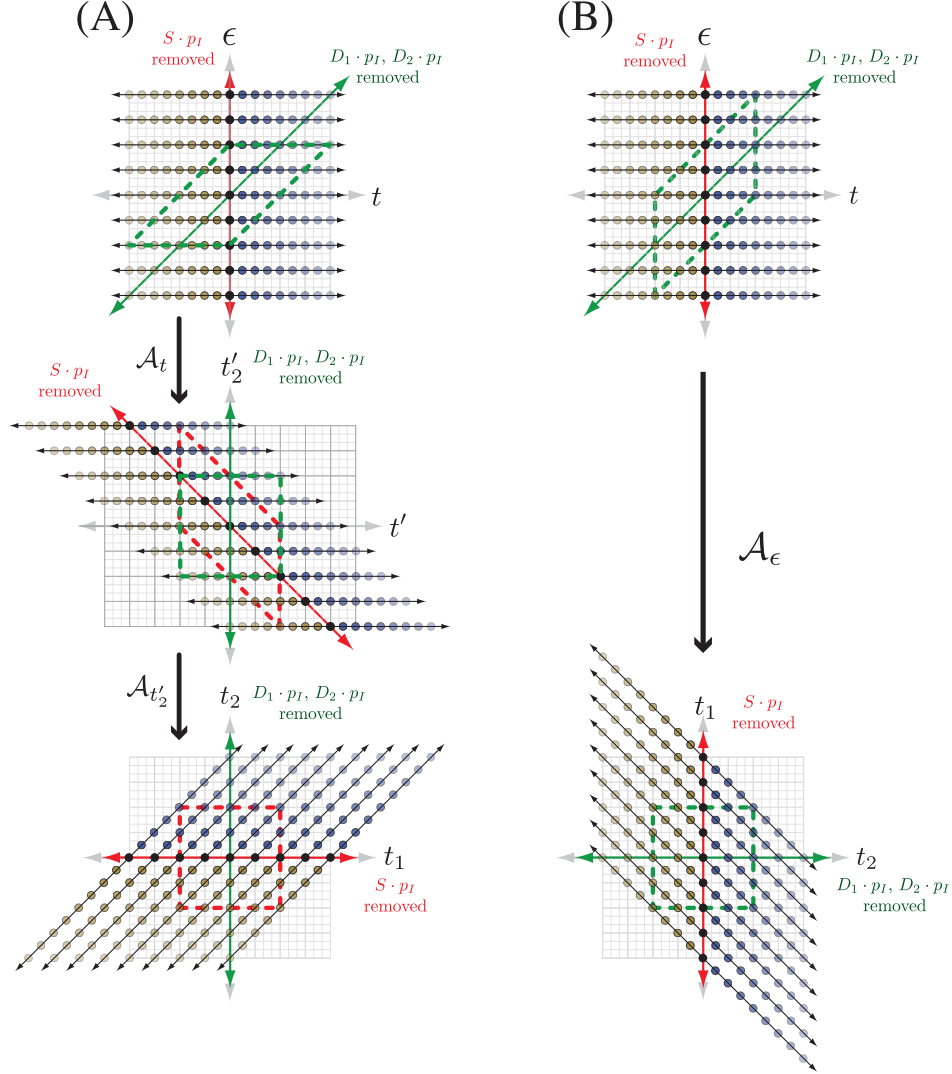 (A)
S · p_I
removed
ϵ
D_1 · p_I, D_2 · p_I
removed
t
A_t
S · p_I
removed
t′_2
D_1 · p_I, D_2 · p_I
removed
t′
A_{t′_2}
t_2
D_1 · p_I, D_2 · p_I
removed
t_1
S · p_I
removed
(B)
S · p_I
removed
ϵ
D_1 · p_I, D_2 · p_I
removed
t
A_ϵ
t_1
S · p_I
removed
t_2
D_1 · p_I, D_2 · p_I
removed